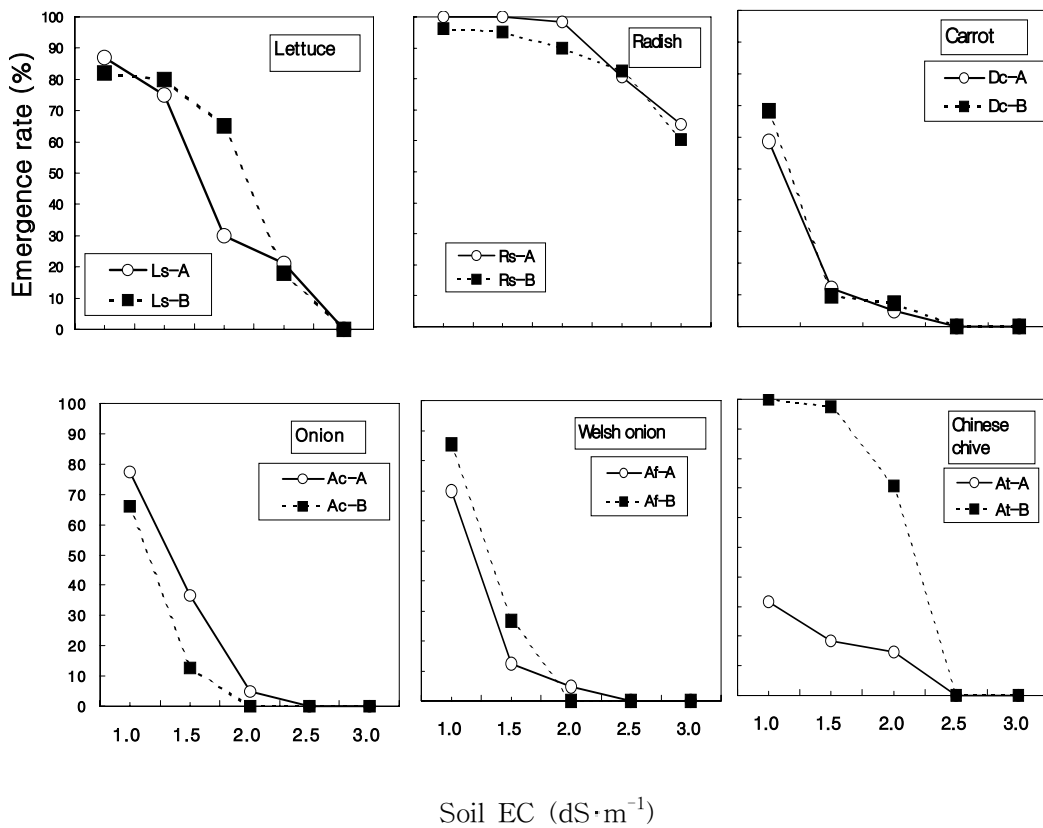 Emergence rate (%)
100
90
80
70
60
50
40
30
20
10
0
Lettuce
Ls-A
Ls-B
Radish
Rs-A
Rs-B
Carrot
Dc-A
Dc-B
100
90
80
70
60
50
40
30
20
10
0
Onion
Ac-A
Ac-B
1.0 1.5 2.0 2.5 3.0
Welsh onion
Af-A
Af-B
1.0 1.5 2.0 2.5 3.0
Chinese
chive
At-A
At-B
1.0 1.5 2.0 2.5 3.0
Soil EC (dS·m⁻¹)